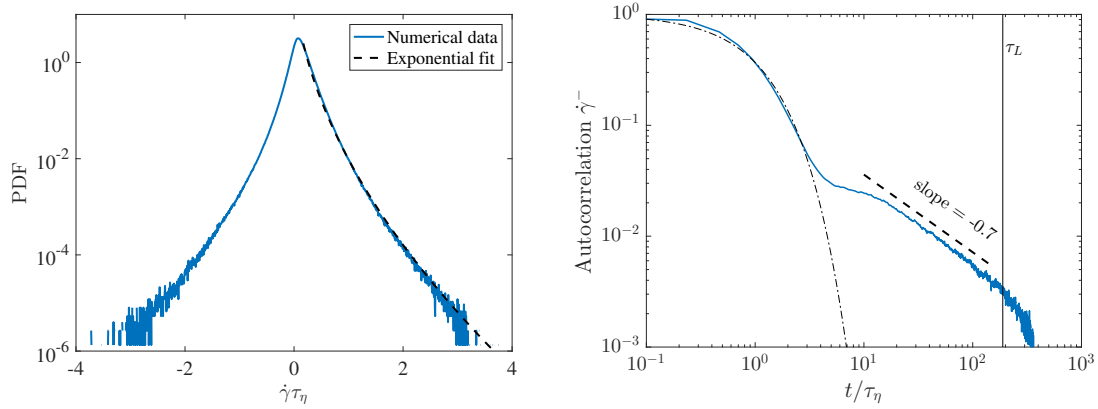 Numerical data
Exponential fit
PDF
10^0
10^-2
10^-4
10^-6
-4
-2
0
2
4
γ̇τ_η
Autocorrelation γ̇^-
10^0
10^-1
10^-2
10^-3
τ_L
slope = -0.7
10^-1
10^0
10^1
10^2
10^3
t/τ_η